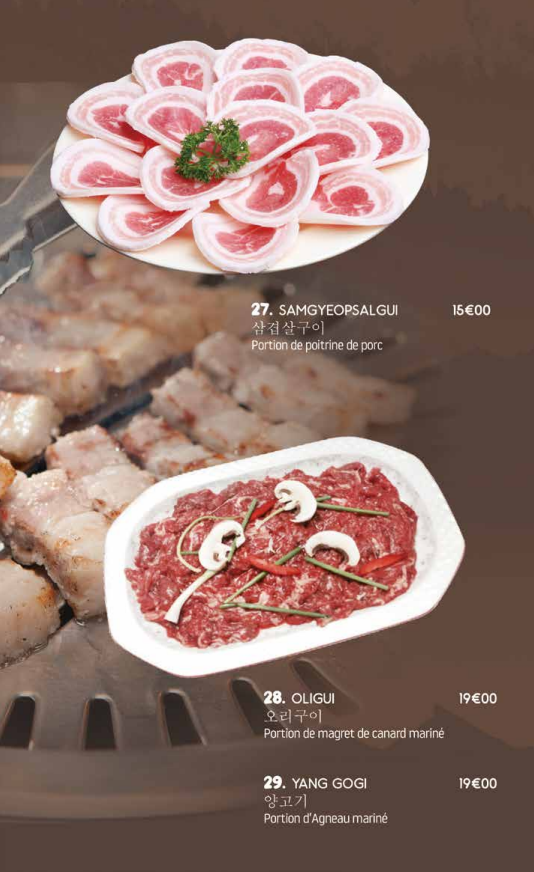 27. SAMGYEOPSALGUI 15€00
삼겹살구이
Portion de poitrine de porc
28. OLIGUI 19€00
오리구이
Portion de magret de canard mariné
29. YANG GOGI 19€00
양고기
Portion d'Agneau mariné